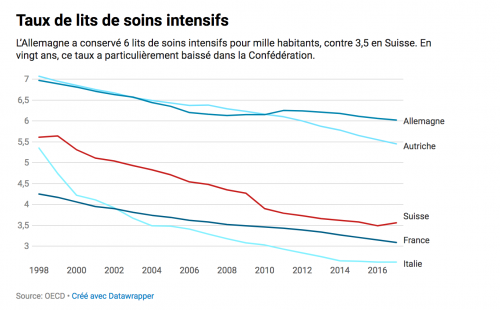 Taux de lits de soins intensifs
L'Allemagne a conservé 6 lits de soins intensifs pour mille habitants, contre 3,5 en Suisse. En
vingt ans, ce taux a particulièrement baissé dans la Confédération.
7
6,5
6
5,5
5
4,5
4
3,5
3
Allemagne
Autriche
Suisse
France
Italie
1998 2000 2002 2004 2006 2008 2010 2012 2014 2016
Source: OECD • Créé avec Datawrapper